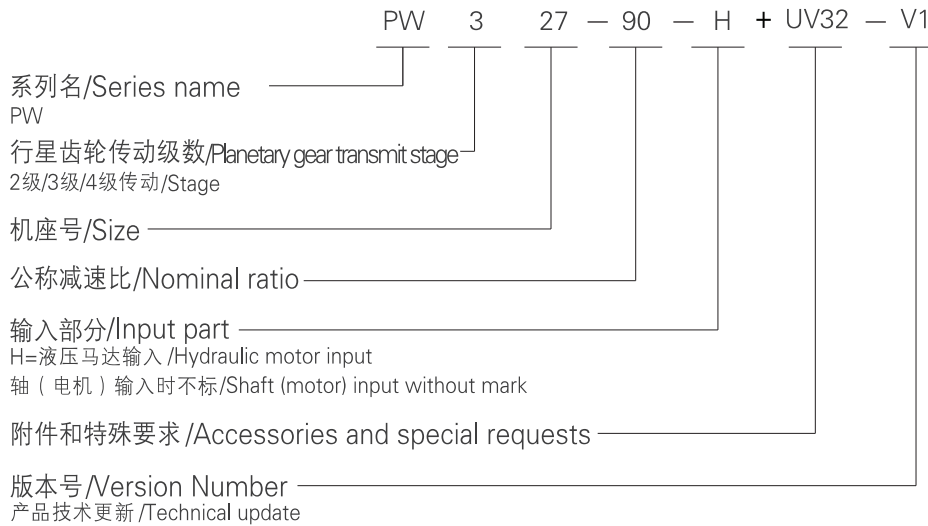 PW 3 27 – 90 – H + UV32 – V1
系列名/Series name
PW
行星齿轮传动级数/Planetary gear transmit stage
2级/3级/4级传动/Stage
机座号/Size
公称减速比/Nominal ratio
输入部分/Input part
H=液压马达输入/Hydraulic motor input
轴(电机)输入时不标/Shaft (motor) input without mark
附件和特殊要求/Accessories and special requests
版本号/Version Number
产品技术更新/Technical update